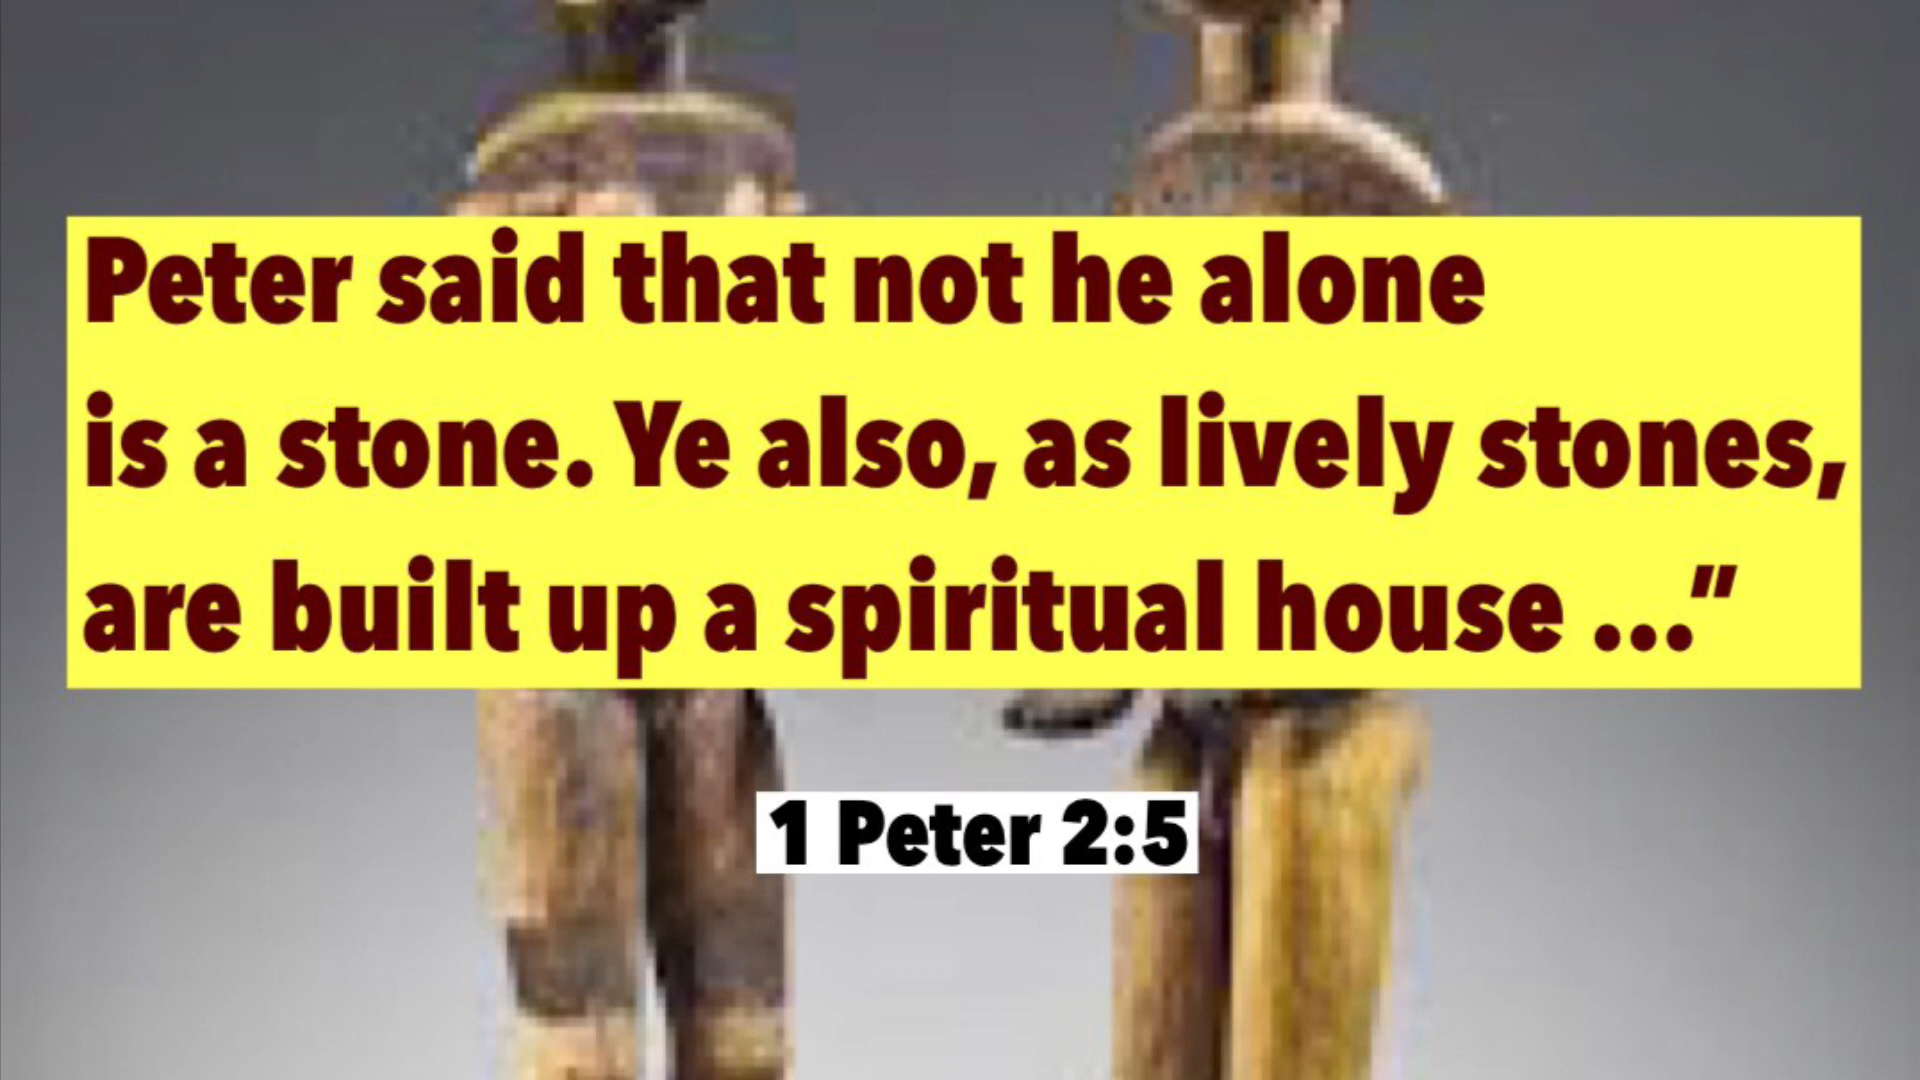 Peter said that not he alone
is a stone. Ye also, as lively stones,
are built up a spiritual house ..."
1 Peter 2:5